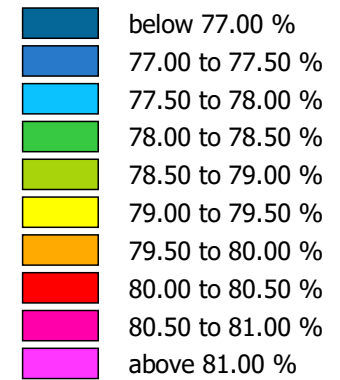 below 77.00 %
77.00 to 77.50 %
77.50 to 78.00 %
78.00 to 78.50 %
78.50 to 79.00 %
79.00 to 79.50 %
79.50 to 80.00 %
80.00 to 80.50 %
80.50 to 81.00 %
above 81.00 %